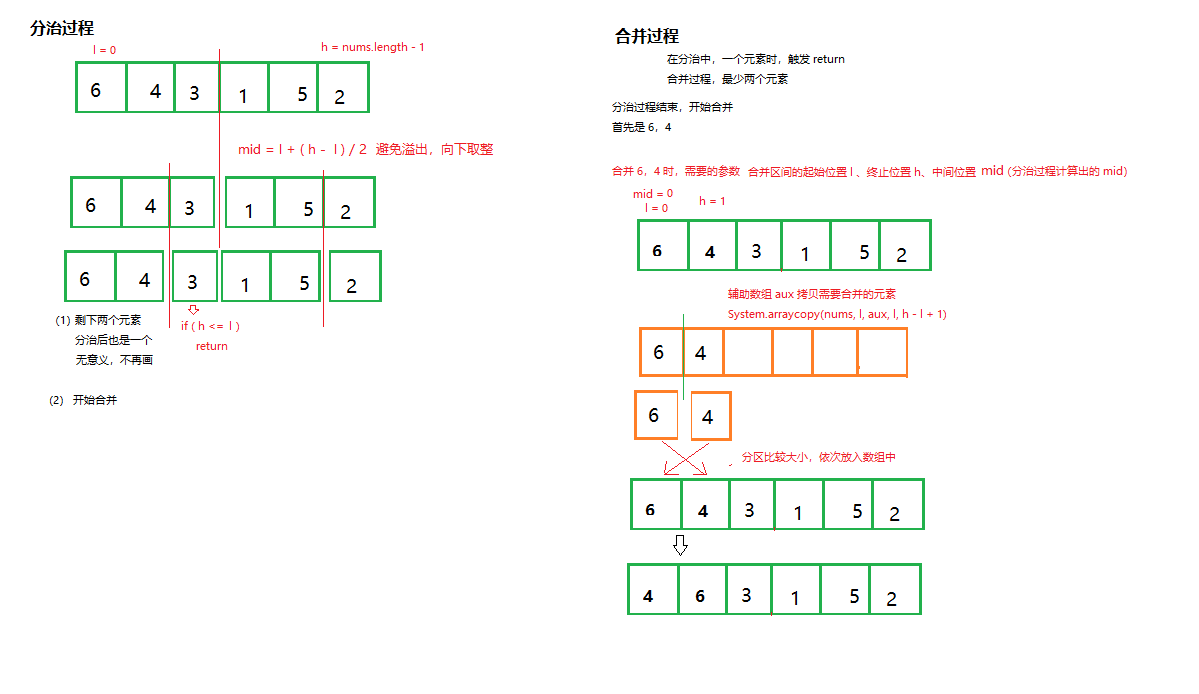 分治过程
l = 0
h = nums.length - 1
6 4 3 1 5 2
mid = l + ( h - l ) / 2 避免溢出，向下取整
6 4 3 1 5 2
6 4 3 1 5 2
(1) 剩下两个元素
分治后也是一个
无意义，不再画
if ( h <= l )
return
(2) 开始合并
合并过程
在分治中，一个元素时，触发 return
合并过程，最少两个元素
分治过程结束，开始合并
首先是 6，4
合并 6，4 时，需要的参数 合并区间的起始位置 l 、终止位置 h、中间位置 mid (分治过程计算出的 mid)
mid = 0
l = 0
h = 1
6 4 3 1 5 2
辅助数组 aux 拷贝需要合并的元素
System.arraycopy(nums, l, aux, l, h - l + 1)
6 4
6 4
分区比较大小，依次放入数组中
6 4 3 1 5 2
4 6 3 1 5 2